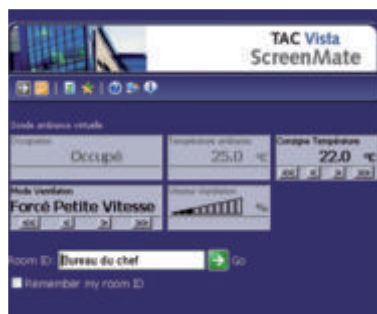 TAC Vista
ScreenMate
Sonde ambiance virtuelle
Occupation
Occupé
Température ambiante
25.0 °C
Consigne Température
22.0 °C
<< < > >>
Mode Ventilation
Forcé Petite Vitesse
<< < > >>
Ventilation
%
Room ID: Bureau du chef Go
Remember my room ID